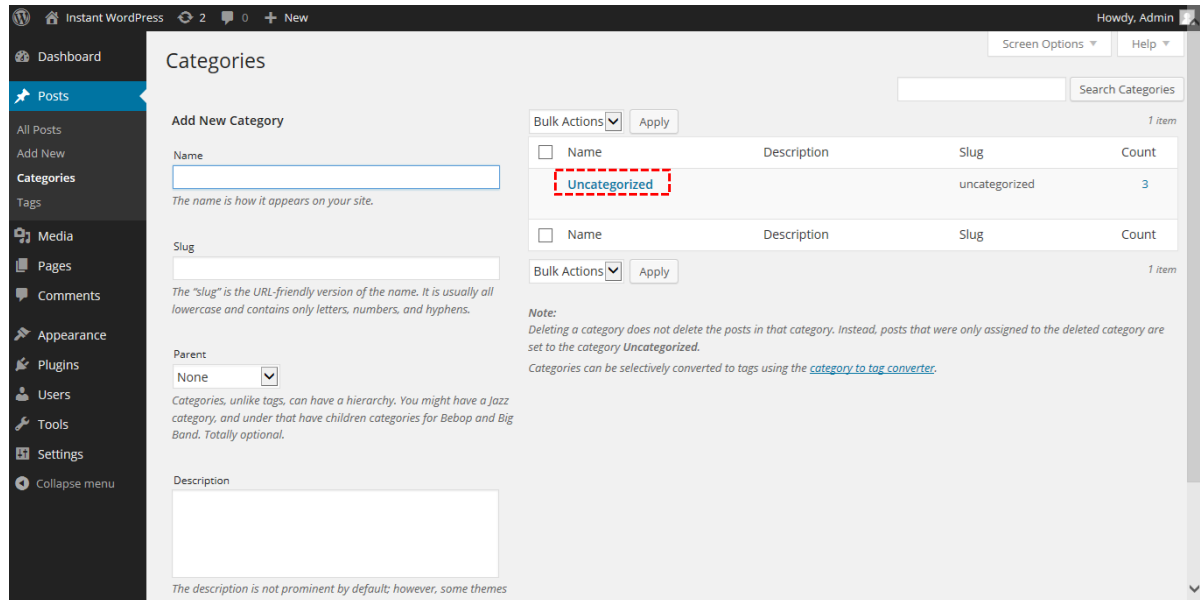 Instant WordPress 2 0 + New Howdy, Admin
Dashboard
Posts
All Posts
Add New
Categories
Tags
Media
Pages
Comments
Appearance
Plugins
Users
Tools
Settings
Collapse menu
Screen Options Help
Categories
Search Categories
Add New Category
Name
The name is how it appears on your site.
Slug
The “slug” is the URL-friendly version of the name. It is usually all
lowercase and contains only letters, numbers, and hyphens.
Parent
None
Categories, unlike tags, can have a hierarchy. You might have a Jazz
category, and under that have children categories for Bebop and Big
Band. Totally optional.
Description
The description is not prominent by default; however, some themes
Bulk Actions Apply 1 item
Name Description Slug Count
Uncategorized uncategorized 3
Name Description Slug Count
Bulk Actions Apply 1 item
Note:
Deleting a category does not delete the posts in that category. Instead, posts that were only assigned to the deleted category are
set to the category Uncategorized.
Categories can be selectively converted to tags using the category to tag converter.